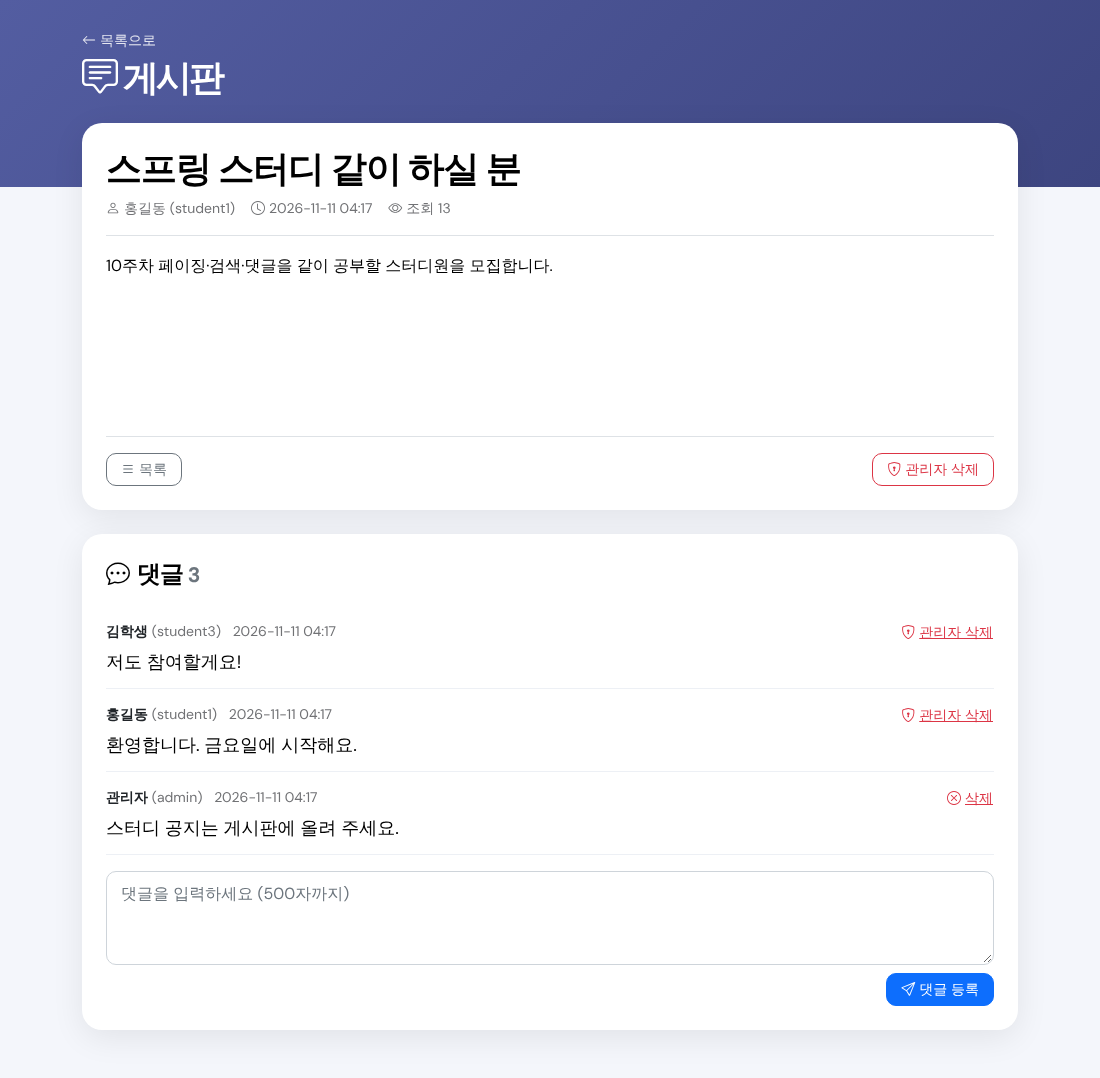 ← 목록으로
게시판
스프링 스터디 같이 하실 분
홍길동 (student1) 2026-11-11 04:17 조회 13
10주차 페이징·검색·댓글을 같이 공부할 스터디원을 모집합니다.
목록 관리자 삭제
댓글 3
김학생 (student3) 2026-11-11 04:17 관리자 삭제
저도 참여할게요!
홍길동 (student1) 2026-11-11 04:17 관리자 삭제
환영합니다. 금요일에 시작해요.
관리자 (admin) 2026-11-11 04:17 삭제
스터디 공지는 게시판에 올려 주세요.
댓글을 입력하세요 (500자까지)
댓글 등록